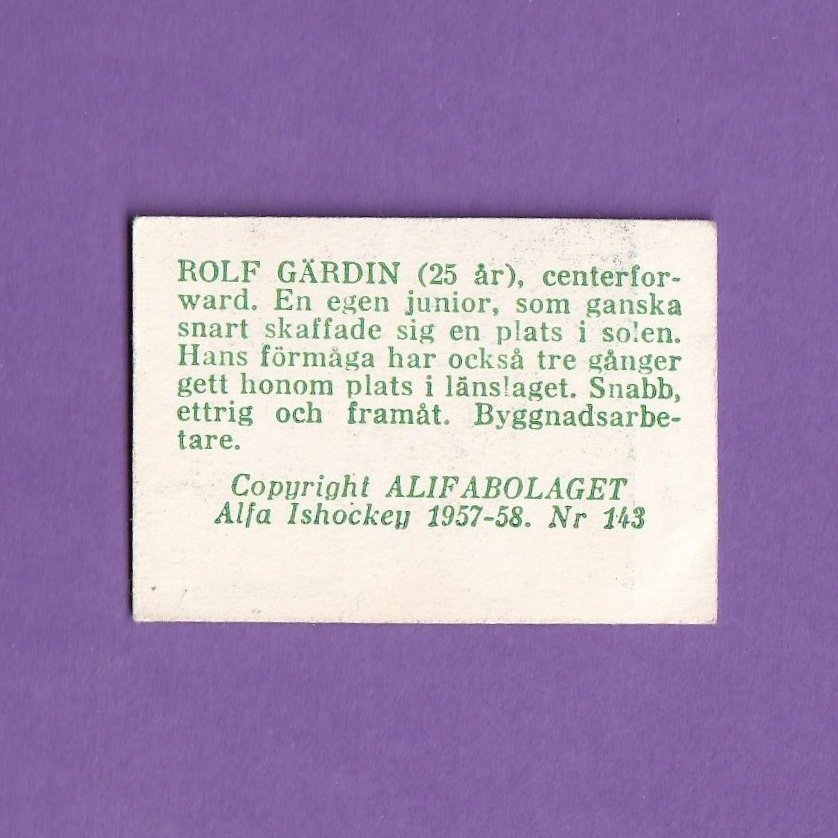 ROLF GÄRDIN (25 år), centerfor-
ward. En egen junior, som ganska
snart skaffade sig en plats i solen.
Hans förmåga har också tre gånger
gett honom plats i länslaget. Snabb,
ettrig och framåt. Byggnadsarbe-
tare.
Copyright ALIFABOLAGET
Alfa Ishockey 1957-58. Nr 143